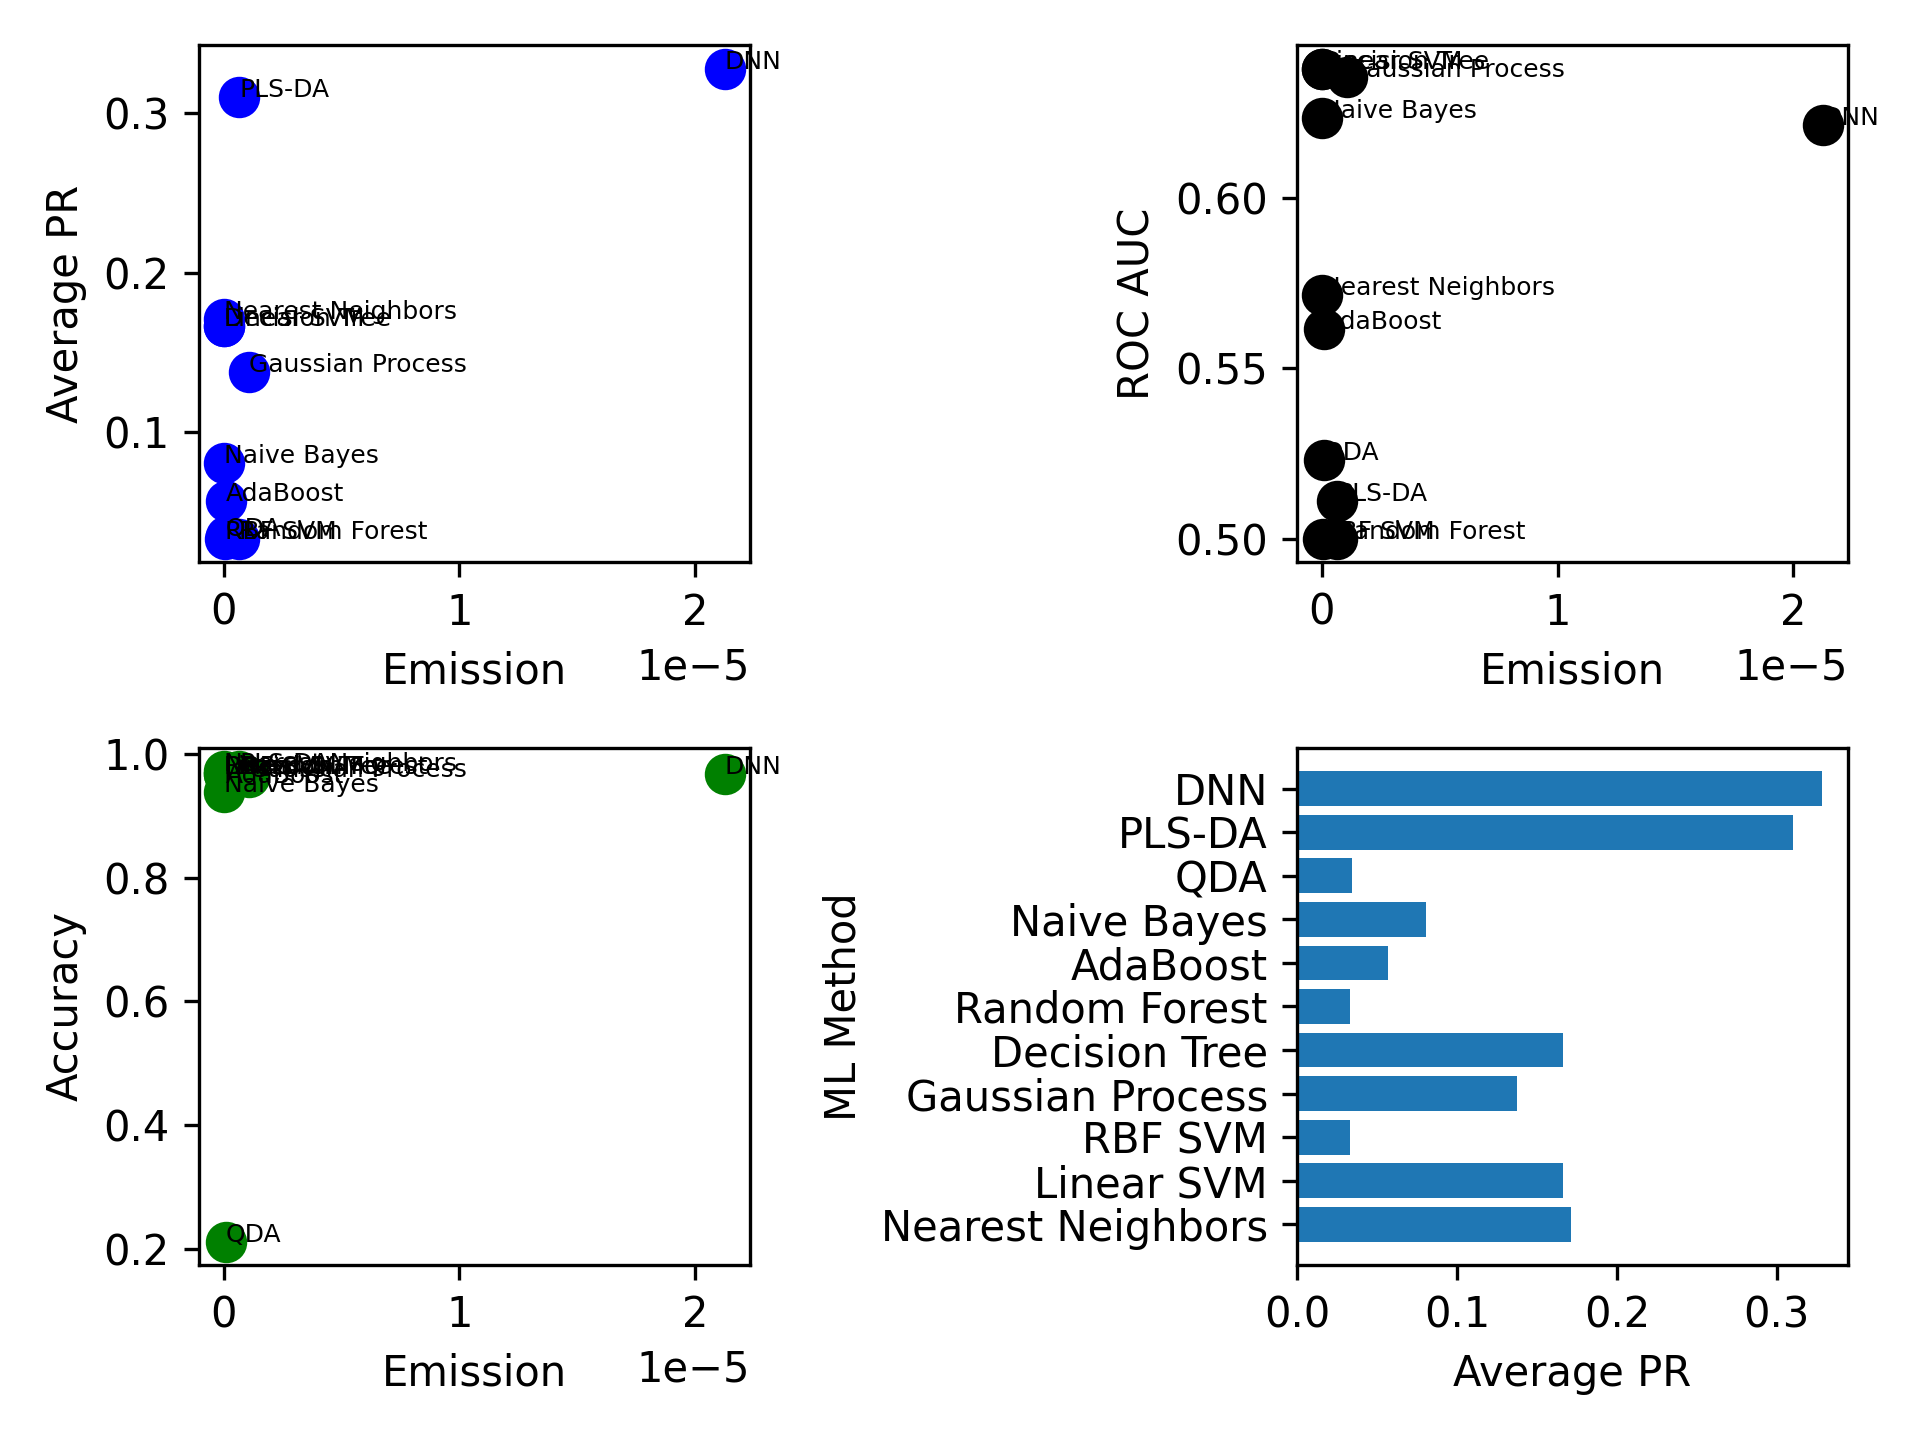 DNN
PLS-DA
Nearest Neighbors
Gaussian Process
Naive Bayes
AdaBoost
Random Forest
0.3
0.2
0.1
Average PR
0
1
2
Emission
1e−5
Gaussian Process
Naive Bayes
DNN
Nearest Neighbors
AdaBoost
QDA
PLS-DA
Random Forest
0.60
0.55
0.50
ROC AUC
0
1
2
Emission
1e−5
DNN
Naive Bayes
QDA
1.0
0.8
0.6
0.4
0.2
Accuracy
0
1
2
Emission
1e−5
DNN
PLS-DA
QDA
Naive Bayes
AdaBoost
Random Forest
Decision Tree
Gaussian Process
RBF SVM
Linear SVM
Nearest Neighbors
ML Method
0.0
0.1
0.2
0.3
Average PR